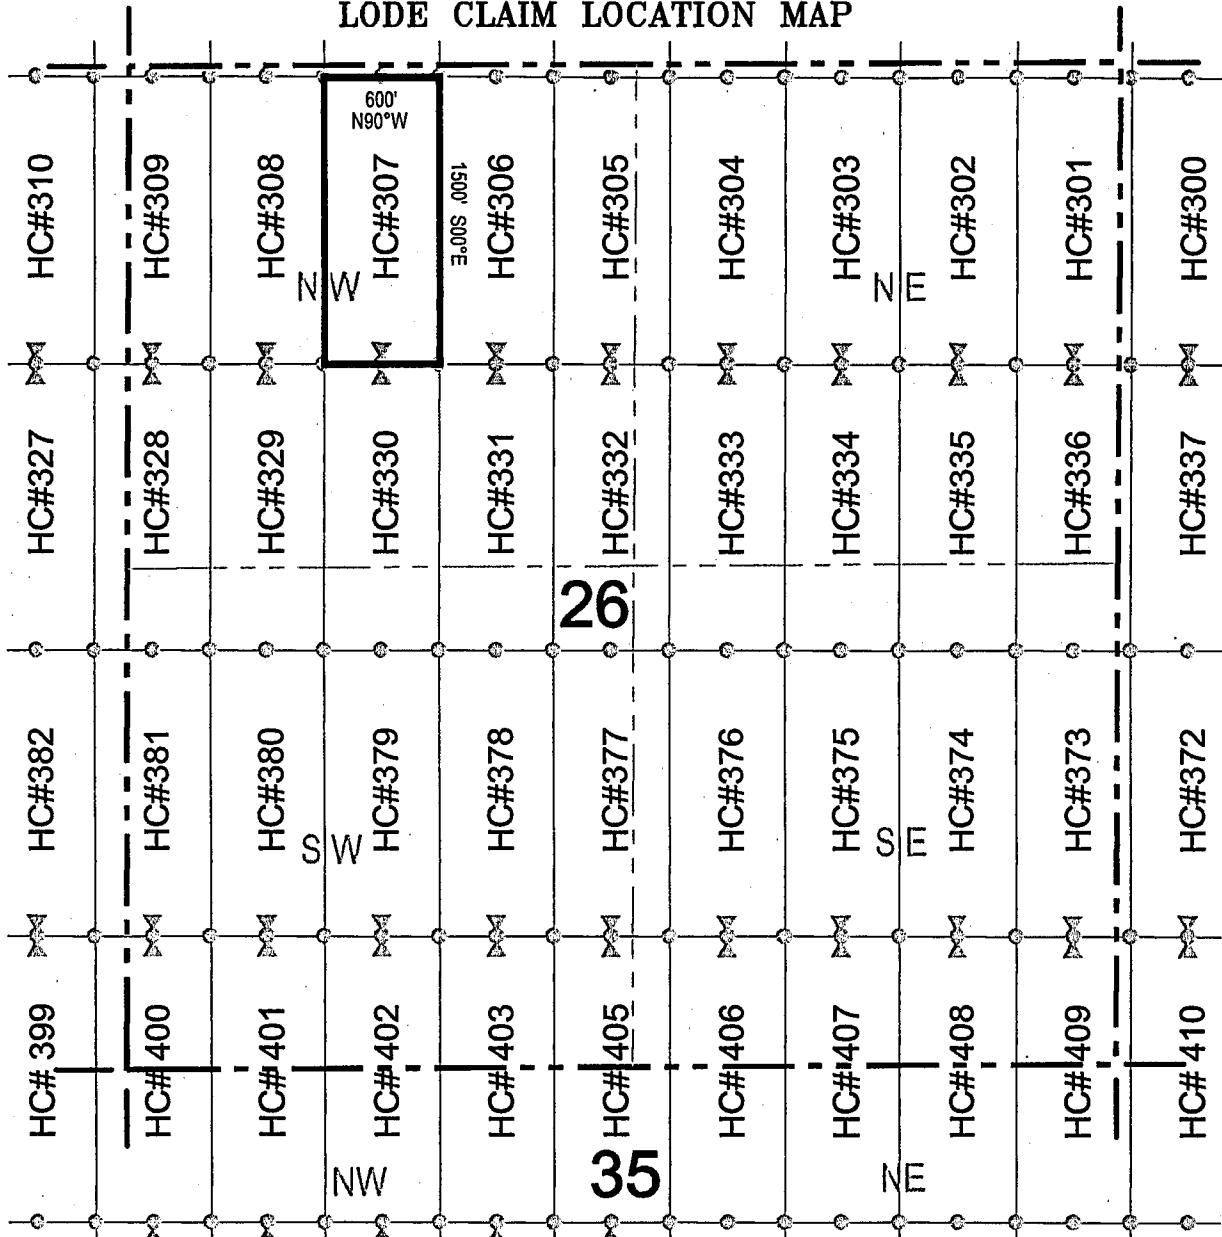 LODE CLAIM LOCATION MAP
600'
N90°W
1500' S00°E
HC#310
HC#309
HC#308
HC#307
HC#306
HC#305
HC#304
HC#303
HC#302
HC#301
HC#300
NW
NE
HC#327
HC#328
HC#329
HC#330
HC#331
HC#332
HC#333
HC#334
HC#335
HC#336
HC#337
26
HC#382
HC#381
HC#380
HC#379
HC#378
HC#377
HC#376
HC#375
HC#374
HC#373
HC#372
SW
SE
HC# 399
HC# 400
HC# 401
HC# 402
HC# 403
HC# 405
HC# 406
HC# 407
HC# 408
HC# 409
HC# 410
NW
35
NE